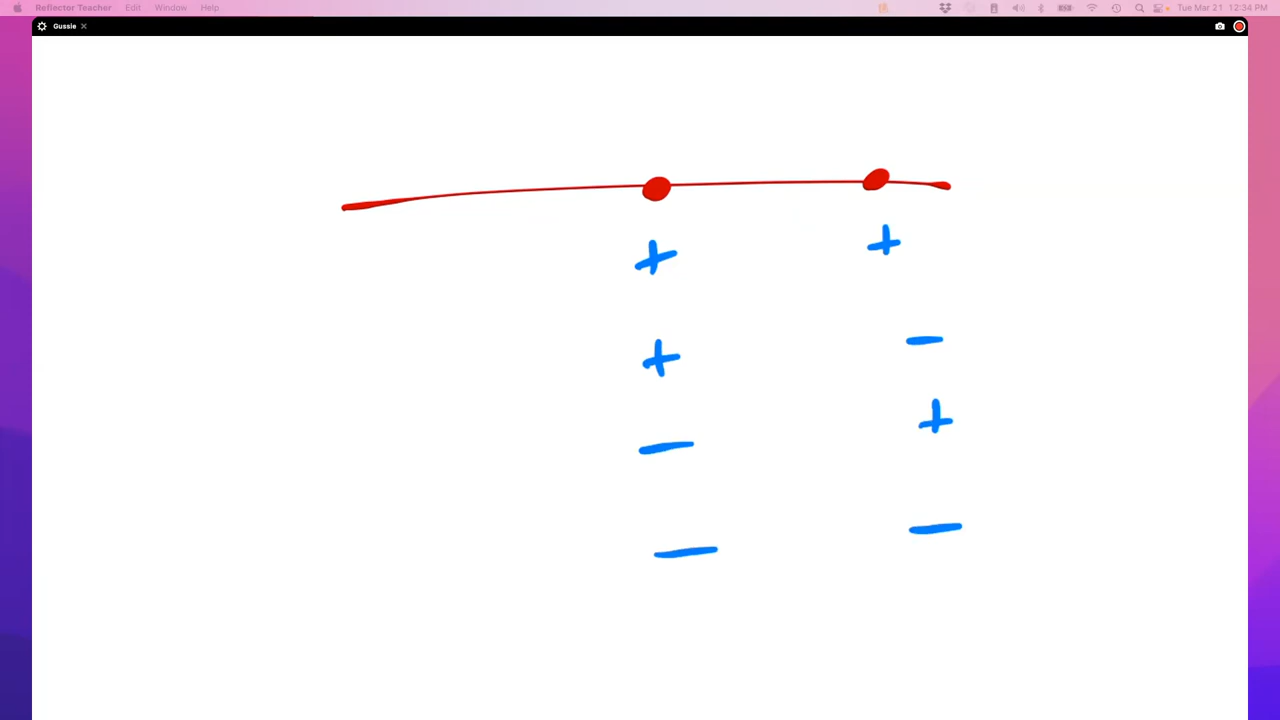 Reflector Teacher Edit Window Help Tue Mar 21 12:34 PM
Gussie
+ +
+ −
− +
− −